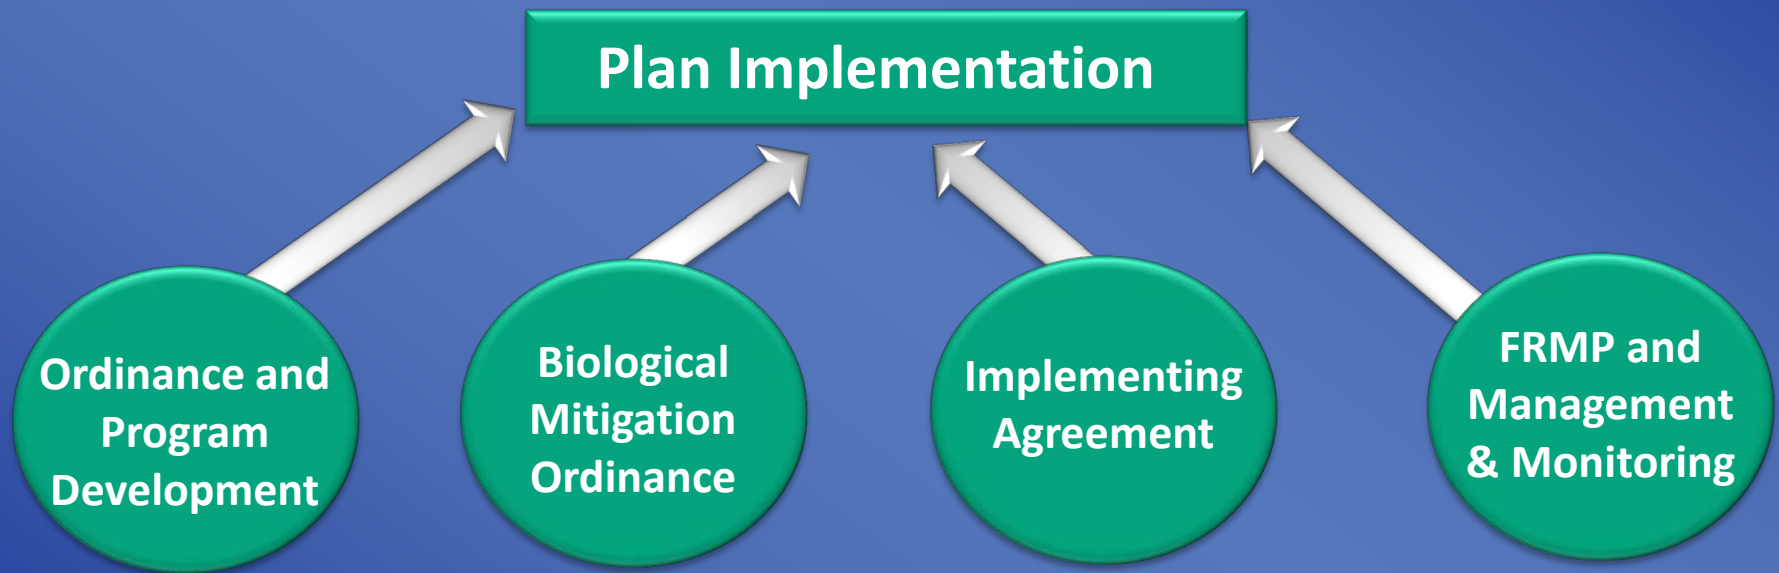 Plan Implementation
Ordinance and
Program
Development
Biological
Mitigation
Ordinance
Implementing
Agreement
FRMP and
Management
& Monitoring